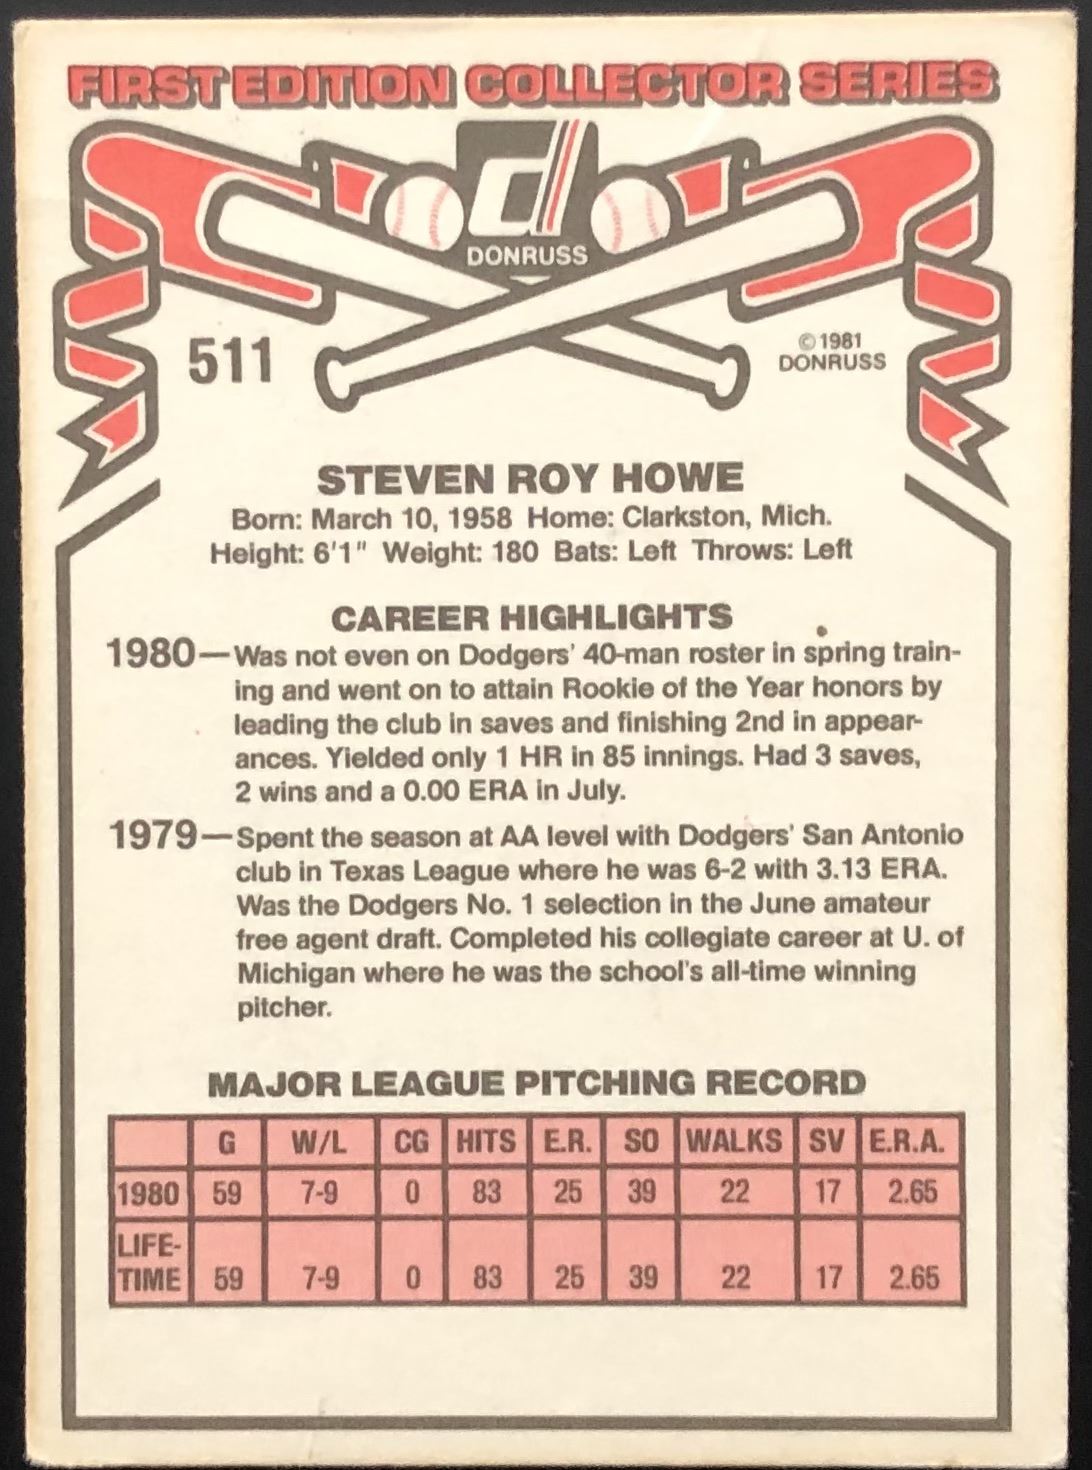 FIRST EDITION COLLECTOR SERIES
d
DONRUSS
511
©1981
DONRUSS
STEVEN ROY HOWE
Born: March 10, 1958 Home: Clarkston, Mich.
Height: 6'1" Weight: 180 Bats: Left Throws: Left
CAREER HIGHLIGHTS
1980—Was not even on Dodgers' 40-man roster in spring train-
ing and went on to attain Rookie of the Year honors by
leading the club in saves and finishing 2nd in appear-
ances. Yielded only 1 HR in 85 innings. Had 3 saves,
2 wins and a 0.00 ERA in July.
1979—Spent the season at AA level with Dodgers' San Antonio
club in Texas League where he was 6-2 with 3.13 ERA.
Was the Dodgers No. 1 selection in the June amateur
free agent draft. Completed his collegiate career at U. of
Michigan where he was the school's all-time winning
pitcher.
MAJOR LEAGUE PITCHING RECORD
G W/L CG HITS E.R. SO WALKS SV E.R.A.
1980 59 7-9 0 83 25 39 22 17 2.65
LIFE-
TIME 59 7-9 0 83 25 39 22 17 2.65